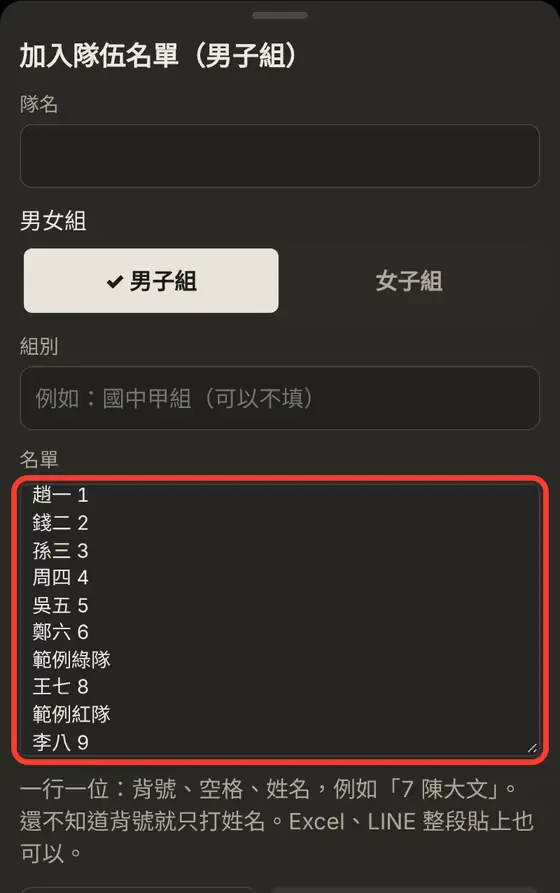 加入隊伍名單（男子組）
隊名
男女組
男子組
女子組
組別
例如：國中甲組（可以不填）
名單
趙一 1
錢二 2
孫三 3
周四 4
吳五 5
鄭六 6
範例綠隊
王七 8
範例紅隊
李八 9
一行一位：背號、空格、姓名，例如「7 陳大文」。
還不知道背號就只打姓名。Excel、LINE 整段貼上也
可以。